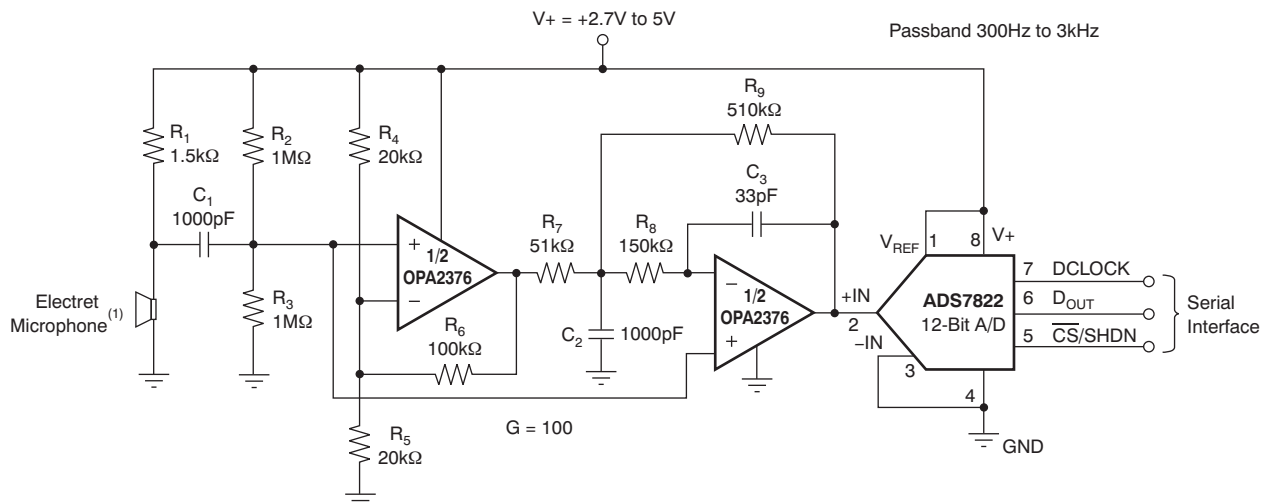 V+ = +2.7V to 5V
Passband 300Hz to 3kHz
R1
1.5kΩ
R2
1MΩ
R4
20kΩ
R9
510kΩ
C3
33pF
C1
1000pF
R7
51kΩ
R8
150kΩ
VREF
1
8
V+
+
1/2
OPA2376
−
7
DCLOCK
Electret
Microphone(1)
R3
1MΩ
−
1/2
OPA2376
+
+IN
2
−IN
3
ADS7822
12-Bit A/D
6
DOUT
Serial
Interface
5
C̅S̅/SHDN
R6
100kΩ
C2
1000pF
4
G = 100
R5
20kΩ
GND